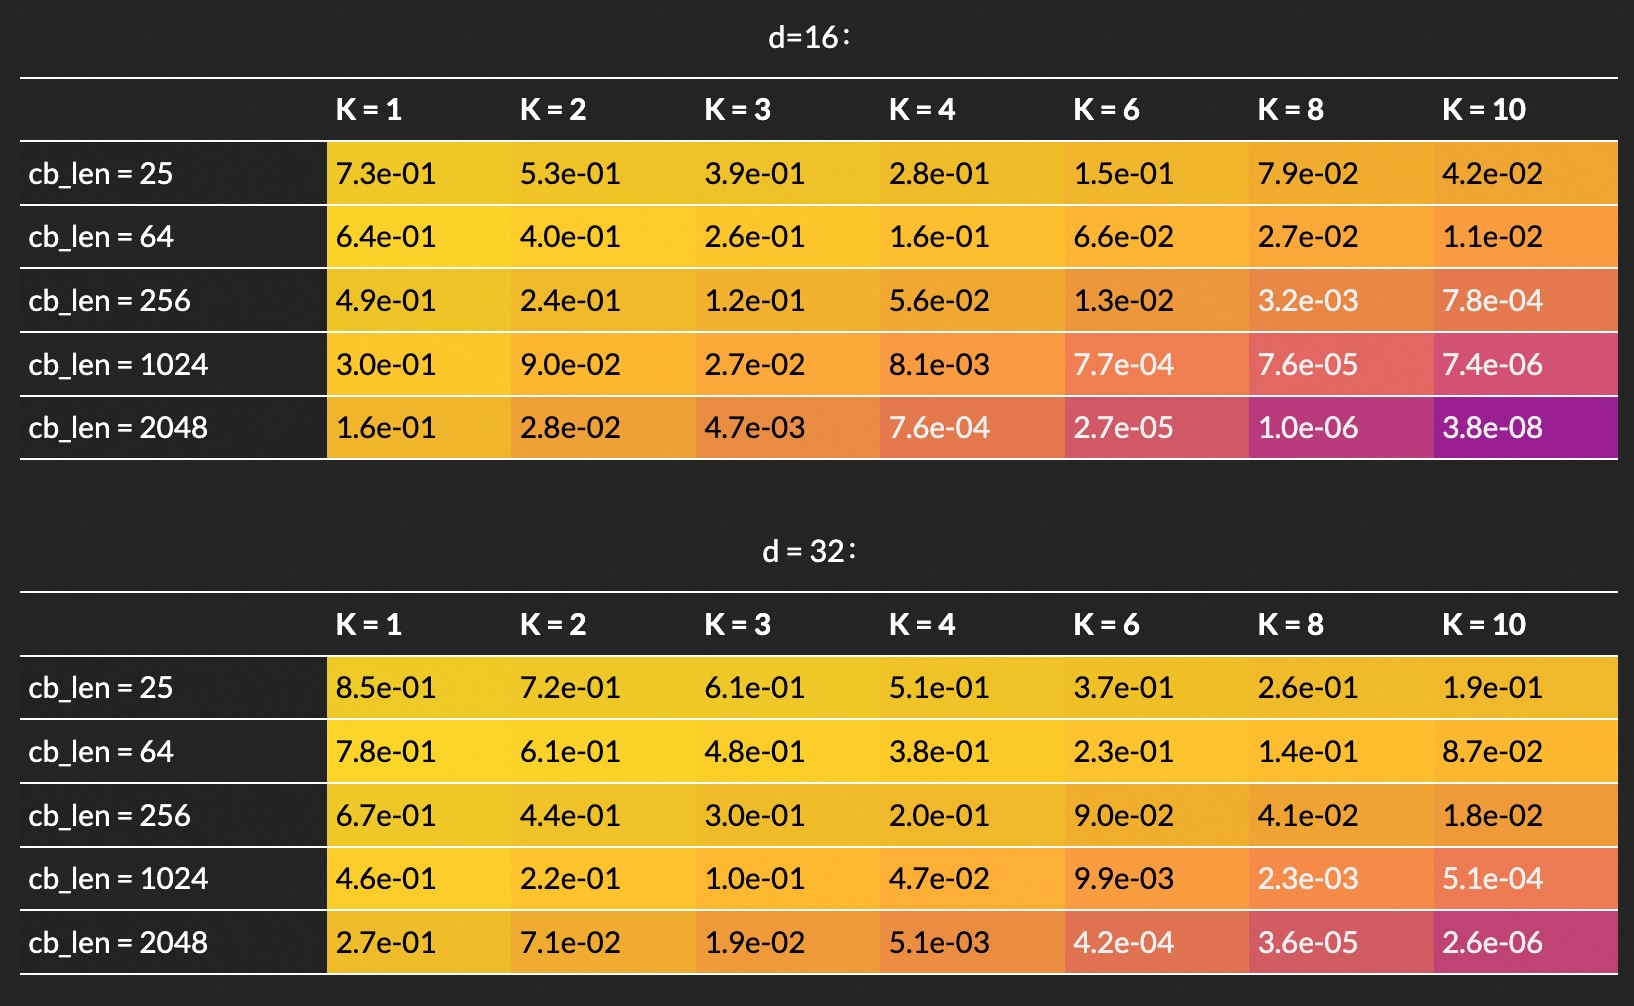 d=16:
K = 1 K = 2 K = 3 K = 4 K = 6 K = 8 K = 10
cb_len = 25 7.3e-01 5.3e-01 3.9e-01 2.8e-01 1.5e-01 7.9e-02 4.2e-02
cb_len = 64 6.4e-01 4.0e-01 2.6e-01 1.6e-01 6.6e-02 2.7e-02 1.1e-02
cb_len = 256 4.9e-01 2.4e-01 1.2e-01 5.6e-02 1.3e-02 3.2e-03 7.8e-04
cb_len = 1024 3.0e-01 9.0e-02 2.7e-02 8.1e-03 7.7e-04 7.6e-05 7.4e-06
cb_len = 2048 1.6e-01 2.8e-02 4.7e-03 7.6e-04 2.7e-05 1.0e-06 3.8e-08
d = 32:
K = 1 K = 2 K = 3 K = 4 K = 6 K = 8 K = 10
cb_len = 25 8.5e-01 7.2e-01 6.1e-01 5.1e-01 3.7e-01 2.6e-01 1.9e-01
cb_len = 64 7.8e-01 6.1e-01 4.8e-01 3.8e-01 2.3e-01 1.4e-01 8.7e-02
cb_len = 256 6.7e-01 4.4e-01 3.0e-01 2.0e-01 9.0e-02 4.1e-02 1.8e-02
cb_len = 1024 4.6e-01 2.2e-01 1.0e-01 4.7e-02 9.9e-03 2.3e-03 5.1e-04
cb_len = 2048 2.7e-01 7.1e-02 1.9e-02 5.1e-03 4.2e-04 3.6e-05 2.6e-06